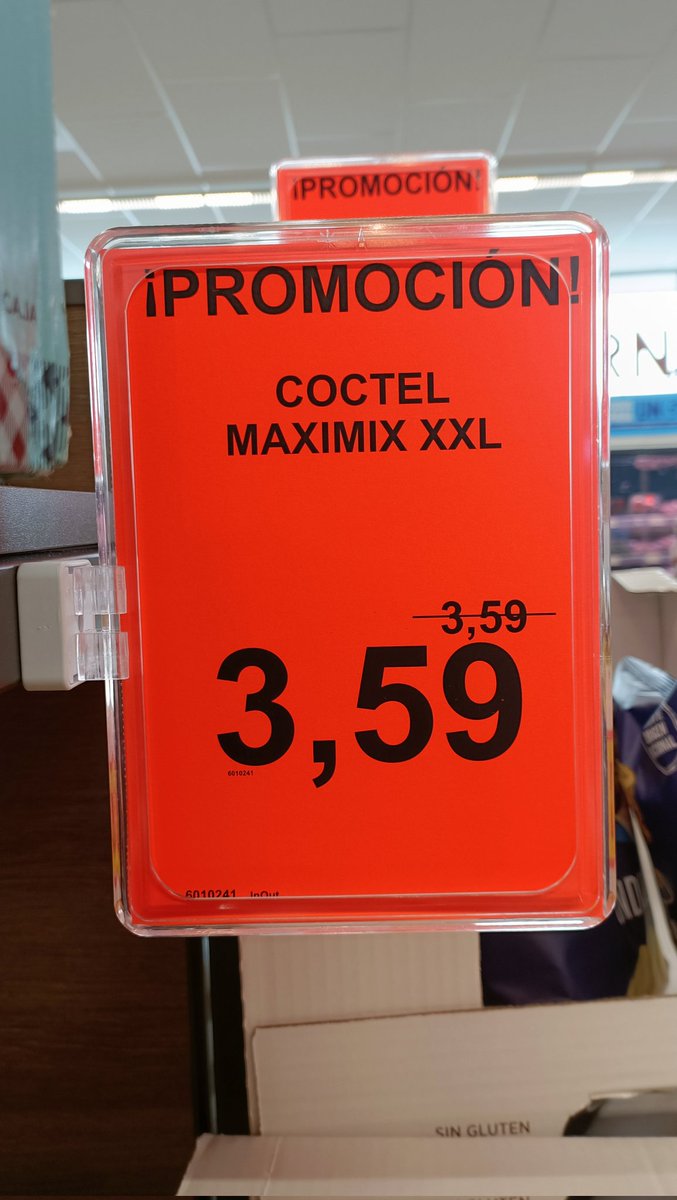 ¡PROMOCIÓN!
¡PROMOCIÓN!
COCTEL
MAXIMIX XXL
3,59
3,59
6010241
6010241 InOut
SIN GLUTEN